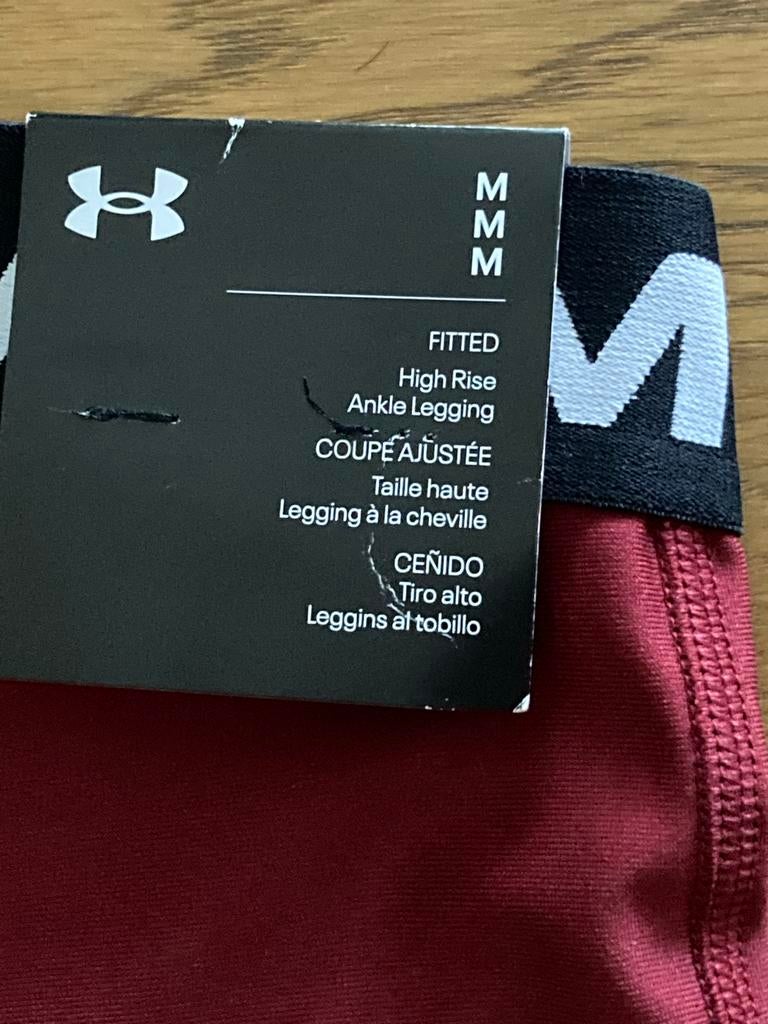 M
M
M
FITTED
High Rise
Ankle Legging
COUPE AJUSTÉE
Taille haute
Legging à la cheville
CEÑIDO
Tiro alto
Leggins al tobillo
M